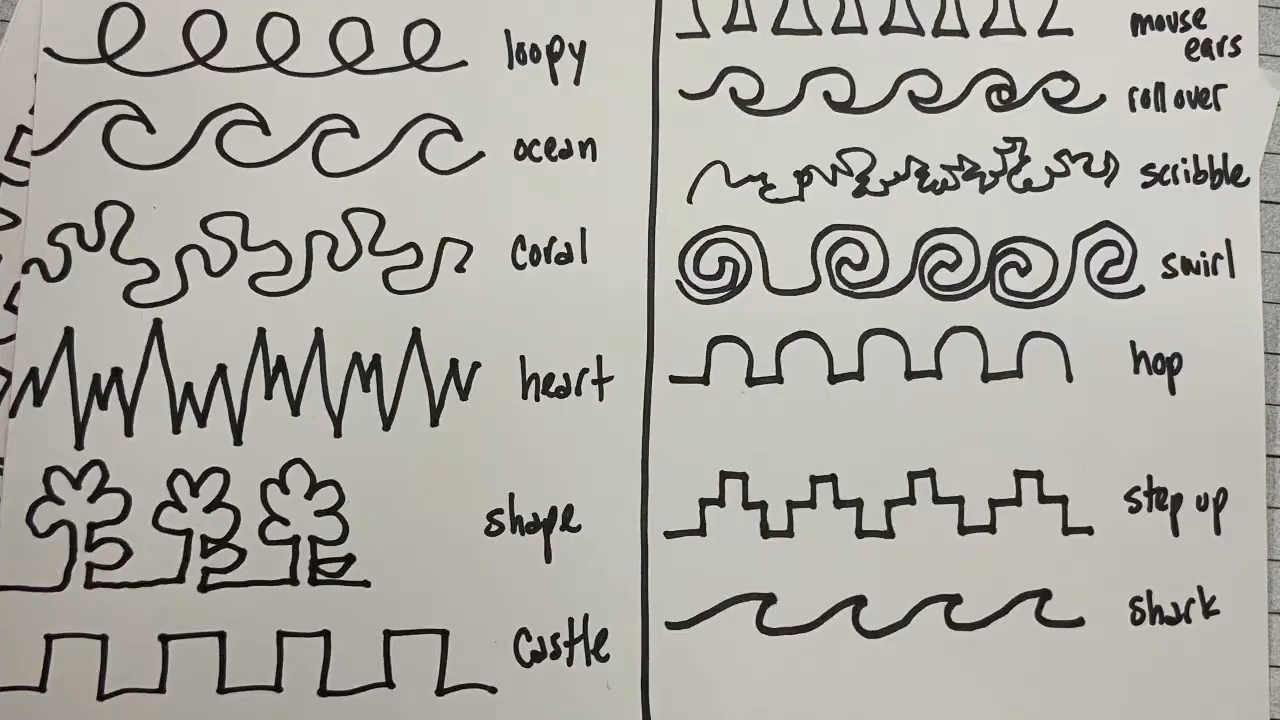 loopy
ocean
coral
heart
shape
Castle
mouse
ears
roll over
scribble
swirl
hop
step up
shark